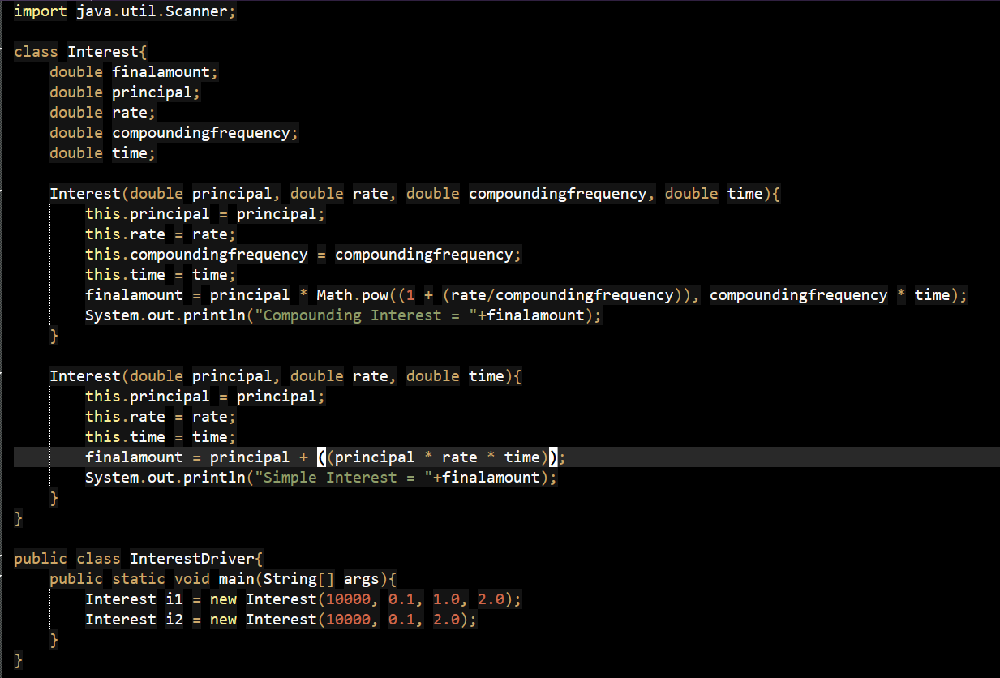 import java.util.Scanner;
class Interest{
double finalamount;
double principal;
double rate;
double compoundingfrequency;
double time;
Interest(double principal, double rate, double compoundingfrequency, double time){
this.principal = principal;
this.rate = rate;
this.compoundingfrequency = compoundingfrequency;
this.time = time;
finalamount = principal * Math.pow((1 + (rate/compoundingfrequency)), compoundingfrequency * time);
System.out.println("Compounding Interest = "+finalamount);
}
Interest(double principal, double rate, double time){
this.principal = principal;
this.rate = rate;
this.time = time;
finalamount = principal + ((principal * rate * time));
System.out.println("Simple Interest = "+finalamount);
}
}
public class InterestDriver{
public static void main(String[] args){
Interest i1 = new Interest(10000, 0.1, 1.0, 2.0);
Interest i2 = new Interest(10000, 0.1, 2.0);
}
}